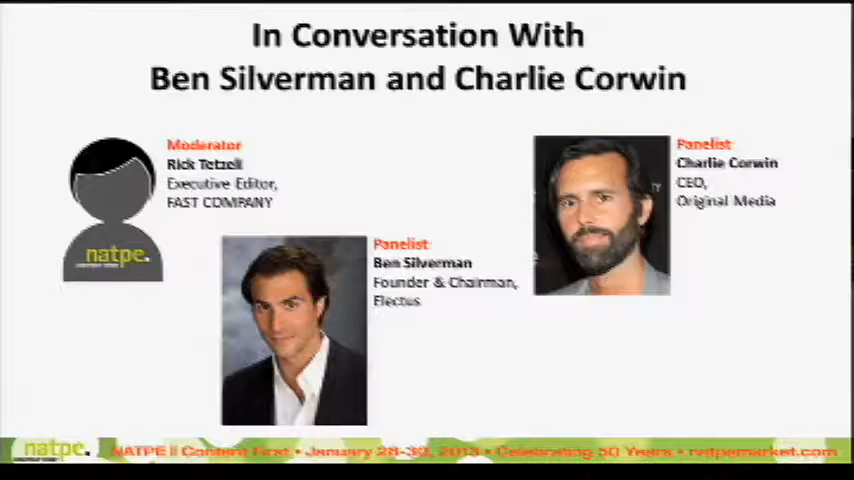 In Conversation With
Ben Silverman and Charlie Corwin
Moderator
Rick Tetzeli
Executive Editor,
FAST COMPANY
natpe.
Panelist
Ben Silverman
Founder & Chairman,
Electus
Panelist
Charlie Corwin
CEO,
Original Media
natpe.
NATPE || Content First • January 28-30, 2013 • Celebrating 50 Years • natpemarket.com